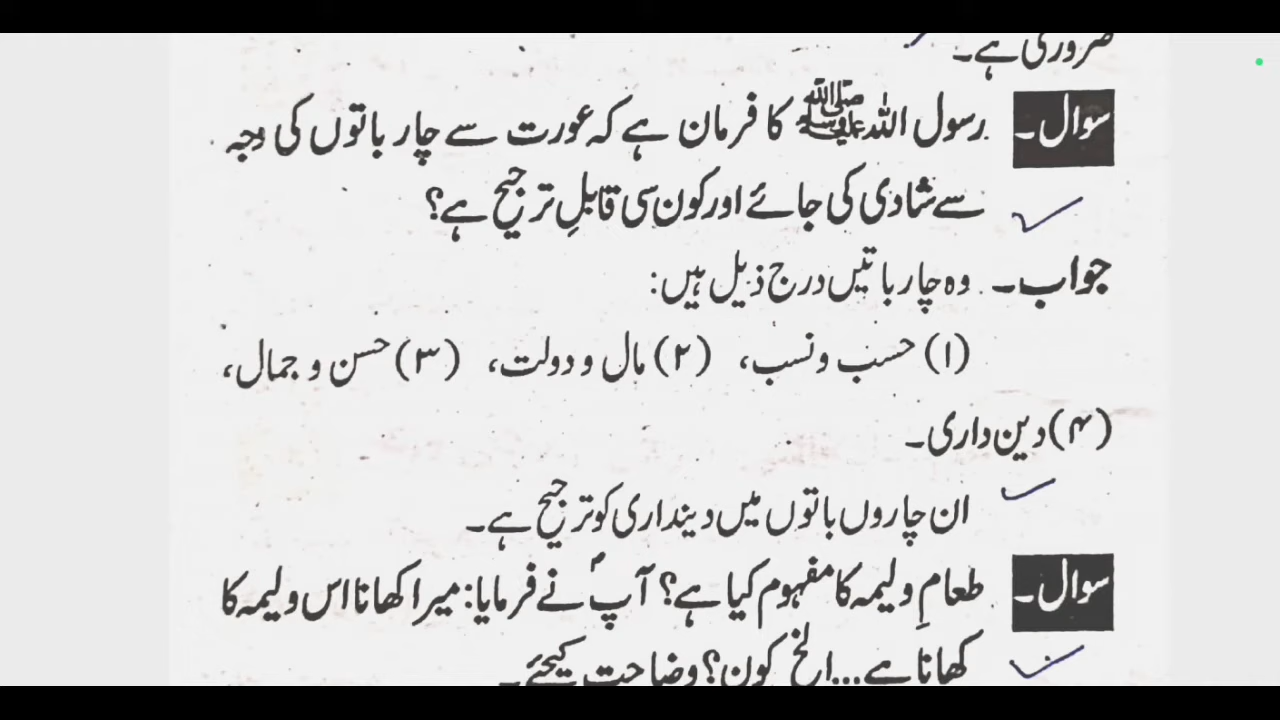 ضروری ہے۔
سوال۔ رسول اللہ ﷺ کا فرمان ہے کہ عورت سے چار باتوں کی وجہ
سے شادی کی جائے اور کون سی قابلِ ترجیح ہے؟
جواب۔ وہ چار باتیں درج ذیل ہیں:
(۱) حسب و نسب، (۲) مال و دولت، (۳) حسن و جمال،
(۴) دین داری۔
ان چاروں باتوں میں دینداری کو ترجیح ہے۔
سوال۔ طعامِ ولیمہ کا مفہوم کیا ہے؟ آپؐ نے فرمایا: میرا کھانا اس ولیمہ کا
کھانا ہے...الخ کون؟ وضاحت کیجئے۔